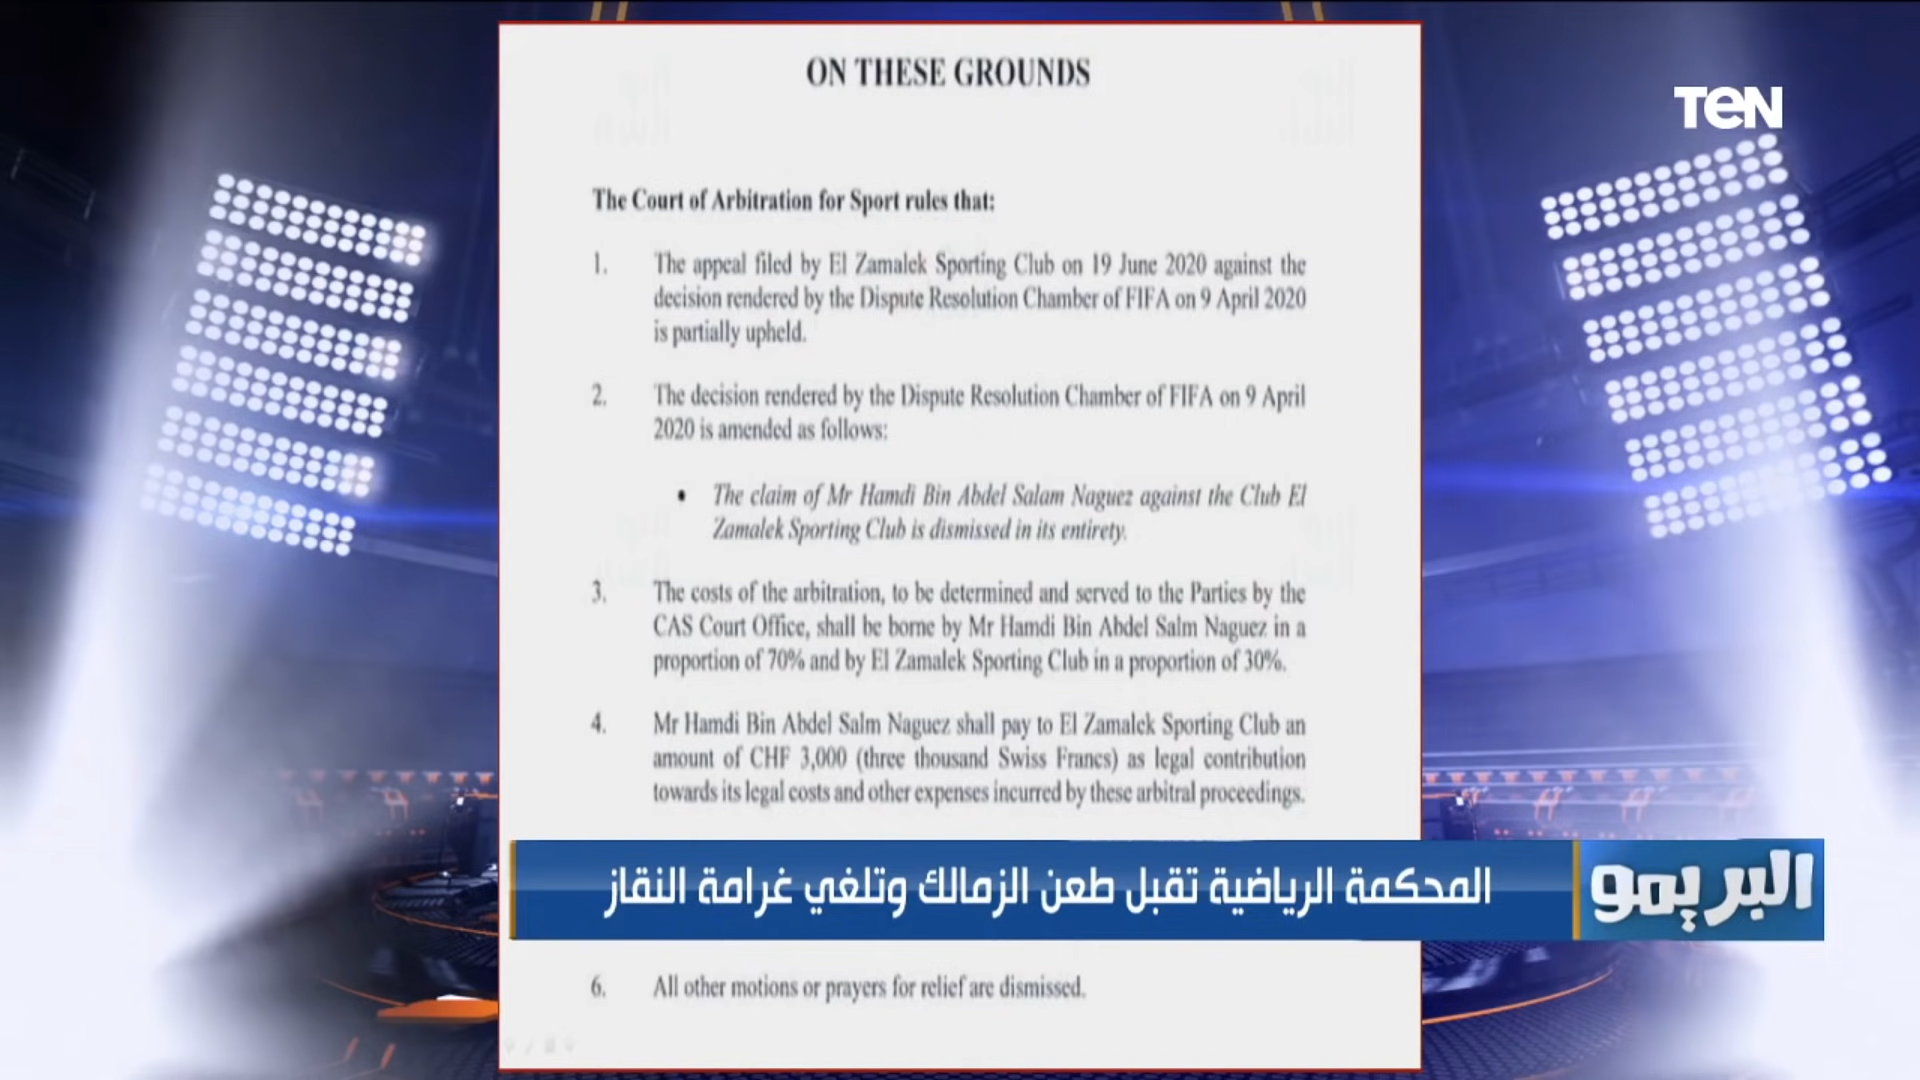 ON THESE GROUNDS
TEN
The Court of Arbitration for Sport rules that:
1. The appeal filed by El Zamalek Sporting Club on 19 June 2020 against the
decision rendered by the Dispute Resolution Chamber of FIFA on 9 April 2020
is partially upheld.
2. The decision rendered by the Dispute Resolution Chamber of FIFA on 9 April
2020 is amended as follows:
• The claim of Mr Hamdi Bin Abdel Salam Naguez against the Club El
Zamalek Sporting Club is dismissed in its entirety.
3. The costs of the arbitration, to be determined and served to the Parties by the
CAS Court Office, shall be borne by Mr Hamdi Bin Abdel Salm Naguez in a
proportion of 70% and by El Zamalek Sporting Club in a proportion of 30%.
4. Mr Hamdi Bin Abdel Salm Naguez shall pay to El Zamalek Sporting Club an
amount of CHF 3,000 (three thousand Swiss Francs) as legal contribution
towards its legal costs and other expenses incurred by these arbitral proceedings.
البريمو
المحكمة الرياضية تقبل طعن الزمالك وتلغي غرامة النقاز
6. All other motions or prayers for relief are dismissed.